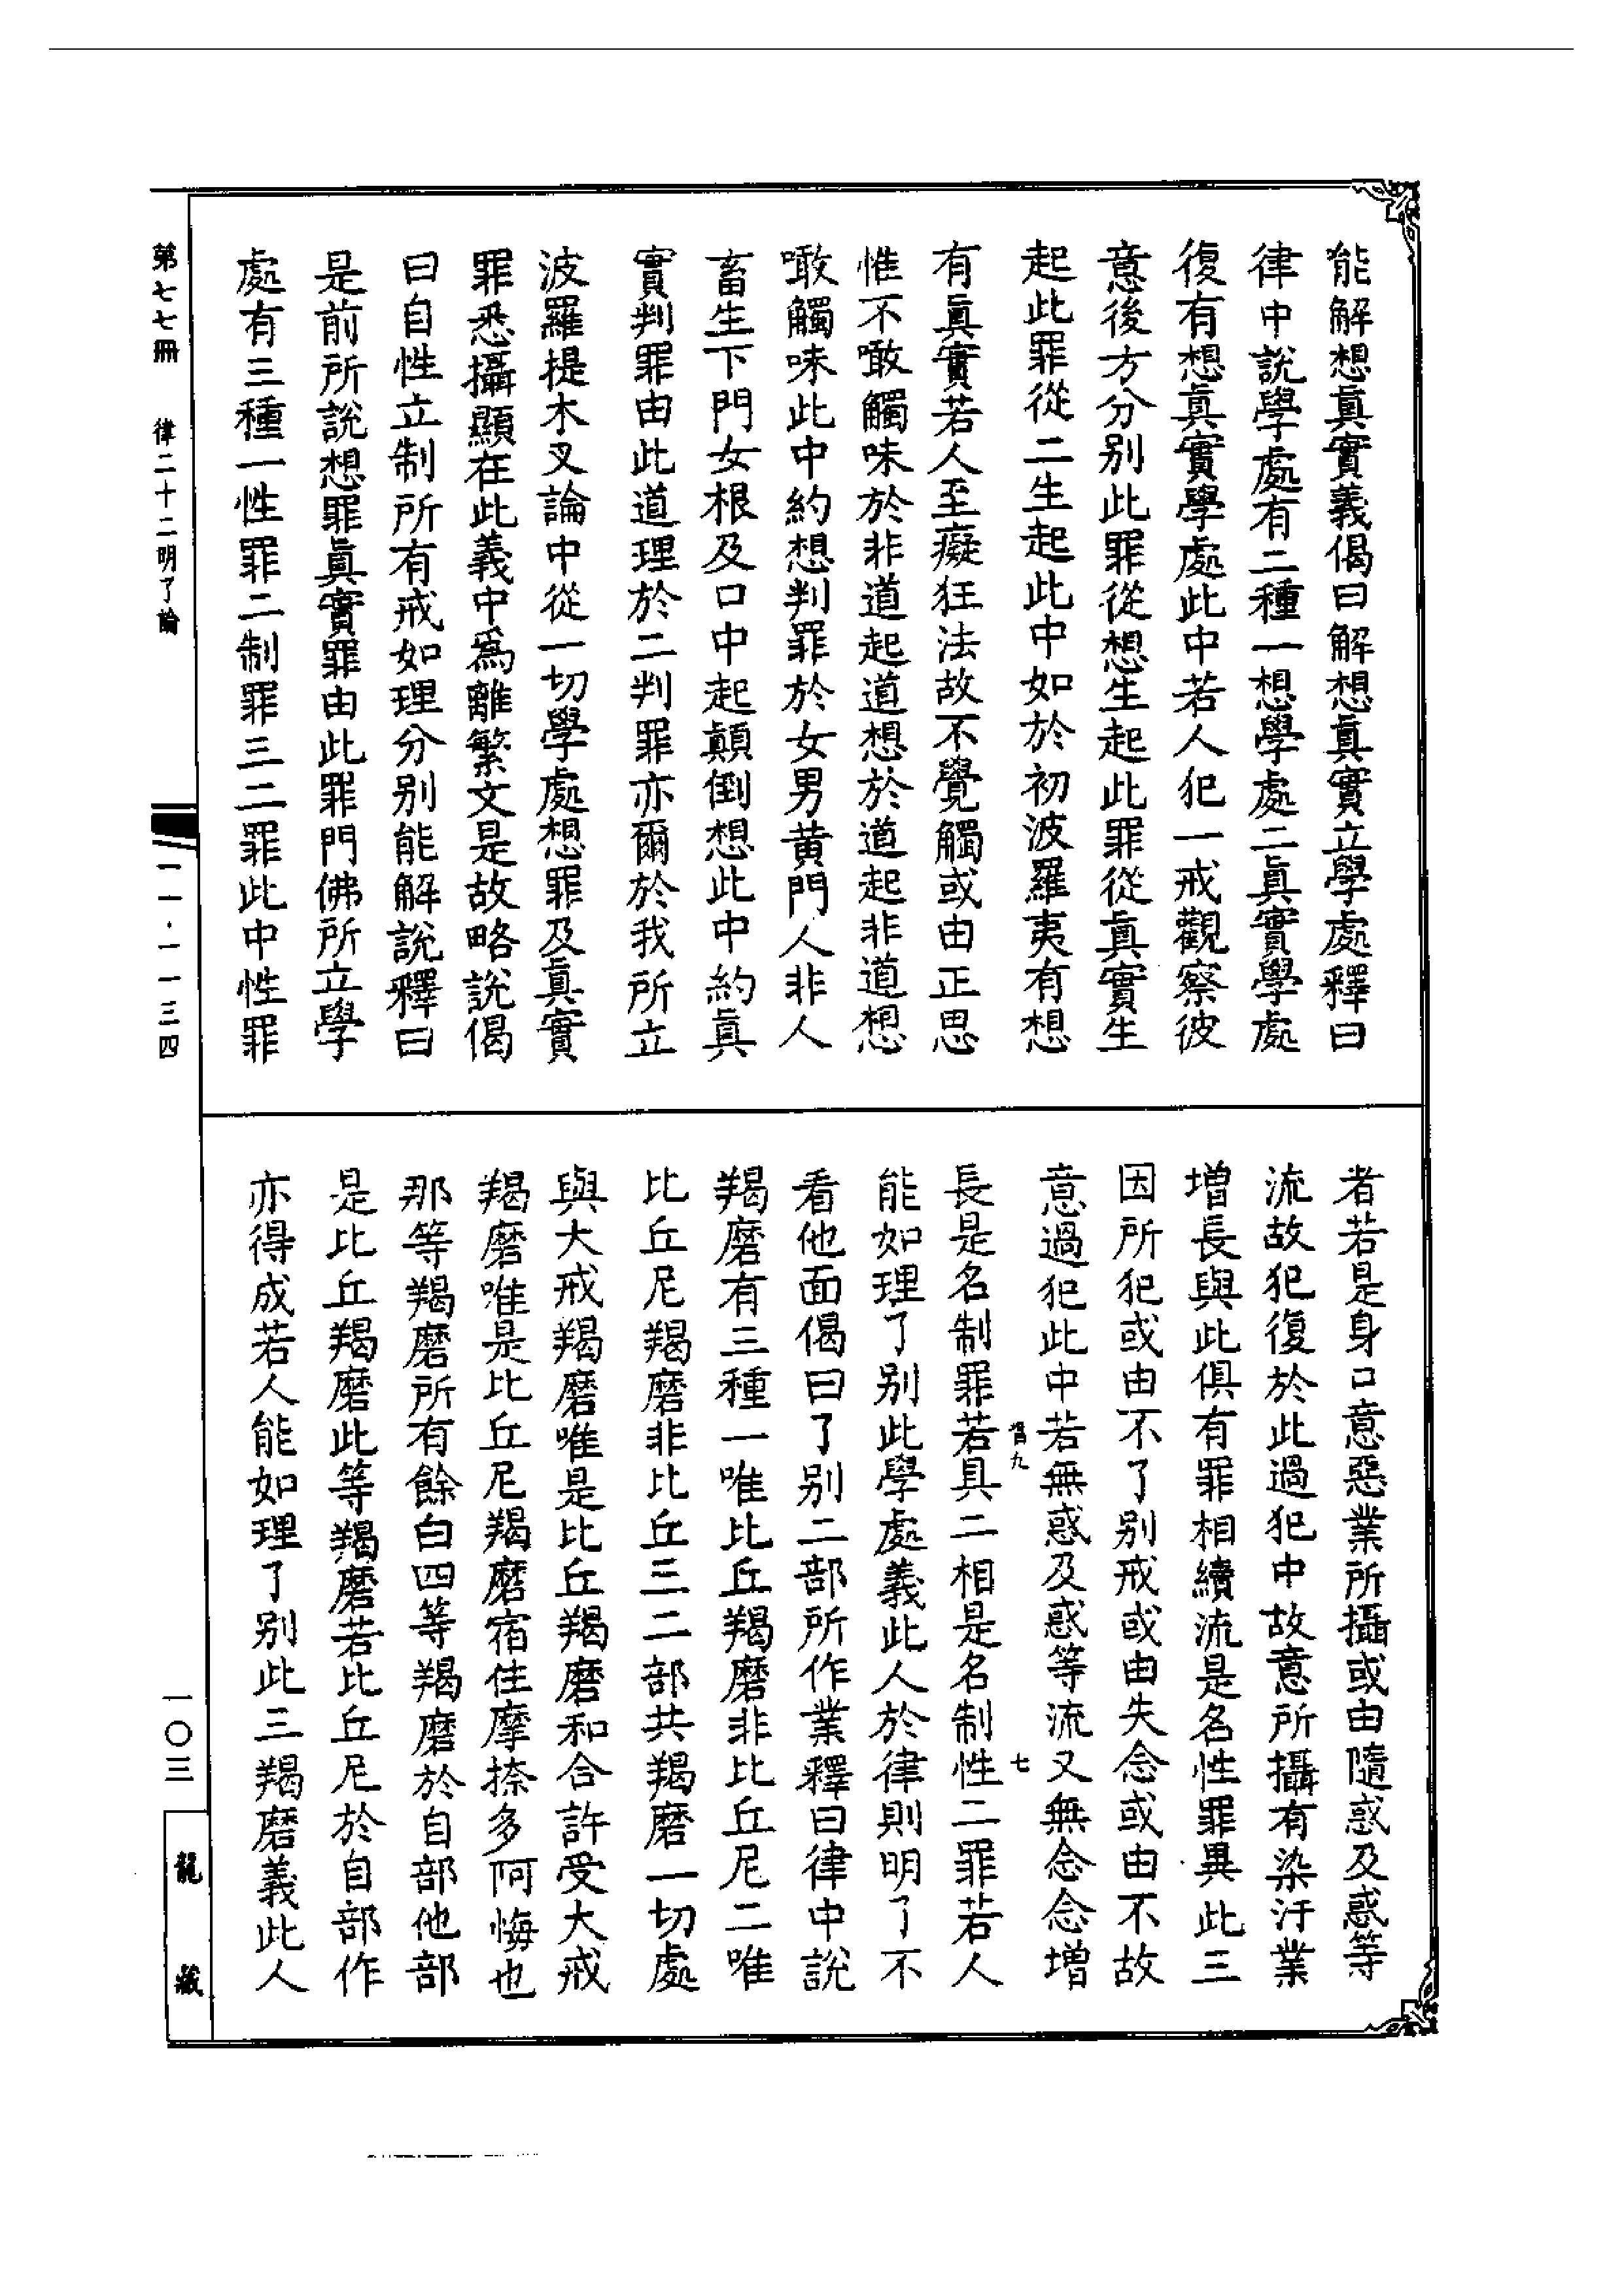 能解想眞實義偈曰解想眞實立學處釋曰
律中說學處有二種一想學處二眞實學處
復有想眞實學處此中若人犯一戒觀察彼
意後方分别此罪從想生起此罪從眞實生
起此罪從二生起此中如於初波羅夷有想
有眞實若人至癡狂法故不覺觸或由正思
惟不噉觸味於非道起道想於道起非道想
噉觸味此中約想判罪於女男黄門人非人
畜生下門女根及口中起顛倒想此中約眞
實判罪由此道理於二判罪亦爾於我所立
波羅提木叉論中從一切學處想罪及眞實
罪悉攝顯在此義中爲離繁文是故略說偈
曰自性立制所有戒如理分别能解說釋曰
是前所說想罪眞實罪由此罪門佛所立學
處有三種一性罪二制罪三二罪此中性罪
者若是身口意惡業所攝或由隨惑及惑等
流故犯復於此過犯中故意所攝有染汙業
增長與此俱有罪相續流是名性罪異此三
因所犯或由不了别戒或由失念或由不故
意過犯此中若無惑及惑等流又無念念增
長是名制罪若具二相是名制性二罪若人
能如理了别此學處義此人於律則明了不
看他面偈曰了别二部所作業釋曰律中說
羯磨有三種一唯比丘羯磨非比丘尼二唯
比丘尼羯磨非比丘三二部共羯磨一切處
與大戒羯磨唯是比丘羯磨和合許受大戒
羯磨唯是比丘尼羯磨宿住摩捺多阿悔也
那等羯磨所有餘白四等羯磨於自部他部
是比丘羯磨此等羯磨若比丘尼於自部作
亦得成若人能如理了别此三羯磨義此人
第七七冊 律二十二明了論
一一·一一三四
一〇三
龍藏
九
七